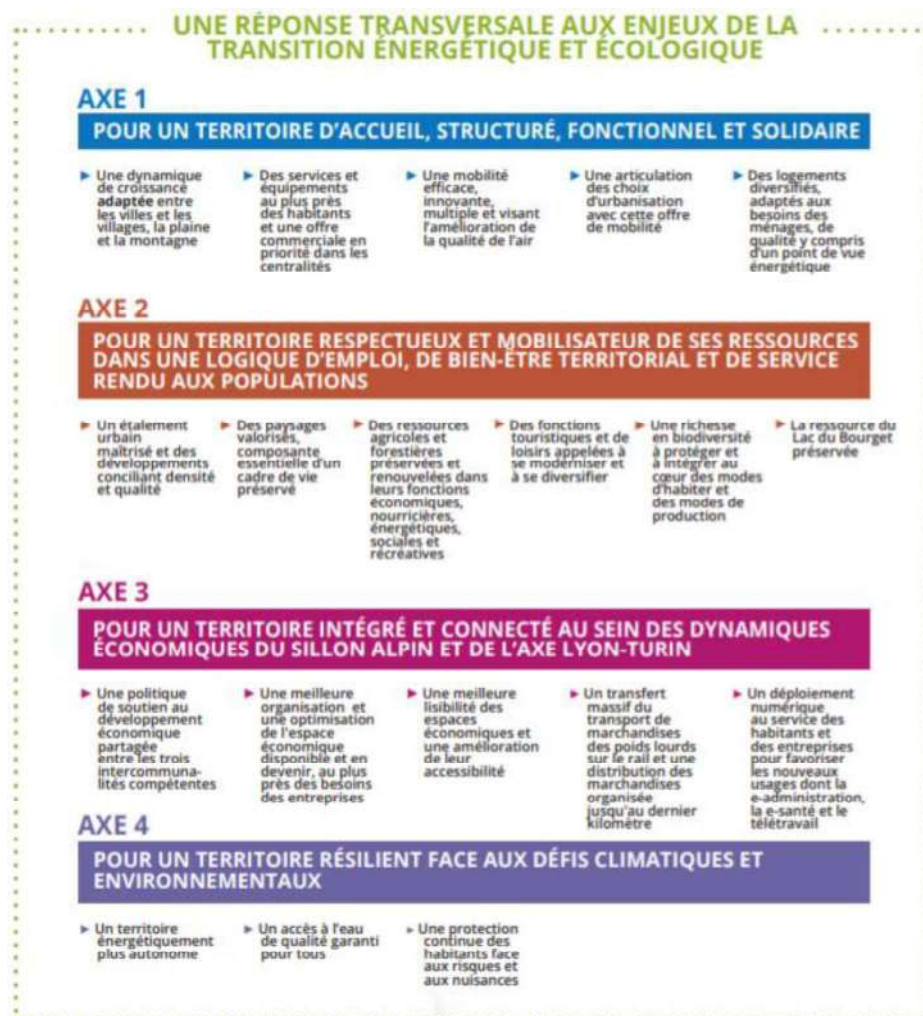 UNE RÉPONSE TRANSVERSALE AUX ENJEUX DE LA
TRANSITION ÉNERGÉTIQUE ET ÉCOLOGIQUE
AXE 1
POUR UN TERRITOIRE D'ACCUEIL, STRUCTURÉ, FONCTIONNEL ET SOLIDAIRE
► Une dynamique
de croissance
adaptée entre
les villes et les
villages, la plaine
et la montagne
► Des services et
équipements
au plus près
des habitants
et une offre
commerciale en
priorité dans les
centralités
► Une mobilité
efficace,
innovante,
multiple et visant
l'amélioration de
la qualité de l'air
► Une articulation
des choix
d'urbanisation
avec cette offre
de mobilité
► Des logements
diversifiés,
adaptés aux
besoins des
ménages, de
qualité y compris
d'un point de vue
énergétique
AXE 2
POUR UN TERRITOIRE RESPECTUEUX ET MOBILISATEUR DE SES RESSOURCES
DANS UNE LOGIQUE D'EMPLOI, DE BIEN-ÊTRE TERRITORIAL ET DE SERVICE
RENDU AUX POPULATIONS
► Un étalement
urbain
maîtrisé et des
développements
conciliant densité
et qualité
► Des paysages
valorisés,
composante
essentielle d'un
cadre de vie
préservé
► Des ressources
agricoles et
forestières
préservées et
renouvelées dans
leurs fonctions
économiques,
nourricières,
énergétiques,
sociales et
récréatives
► Des fonctions
touristiques et de
loisirs appelées à
se moderniser et
à se diversifier
► Une richesse
en biodiversité
à protéger et
à intégrer au
cœur des modes
d'habiter et
des modes de
production
► La ressource du
Lac du Bourget
préservée
AXE 3
POUR UN TERRITOIRE INTÉGRÉ ET CONNECTÉ AU SEIN DES DYNAMIQUES
ÉCONOMIQUES DU SILLON ALPIN ET DE L'AXE LYON-TURIN
► Une politique
de soutien au
développement
économique
partagée
entre les trois
intercommuna-
lités compétentes
► Une meilleure
organisation et
une optimisation
de l'espace
économique
disponible et en
devenir, au plus
près des besoins
des entreprises
► Une meilleure
lisibilité des
espaces
économiques et
une amélioration
de leur
accessibilité
► Un transfert
massif du
transport de
marchandises
des poids lourds
sur le rail et une
distribution des
marchandises
organisée
jusqu'au dernier
kilomètre
► Un déploiement
numérique
au service des
habitants et
des entreprises
pour favoriser
les nouveaux
usages dont la
e-administration,
la e-santé et le
télétravail
AXE 4
POUR UN TERRITOIRE RÉSILIENT FACE AUX DÉFIS CLIMATIQUES ET
ENVIRONNEMENTAUX
► Un territoire
énergétiquement
plus autonome
► Un accès à l'eau
de qualité garanti
pour tous
► Une protection
continue des
habitants face
aux risques et
aux nuisances